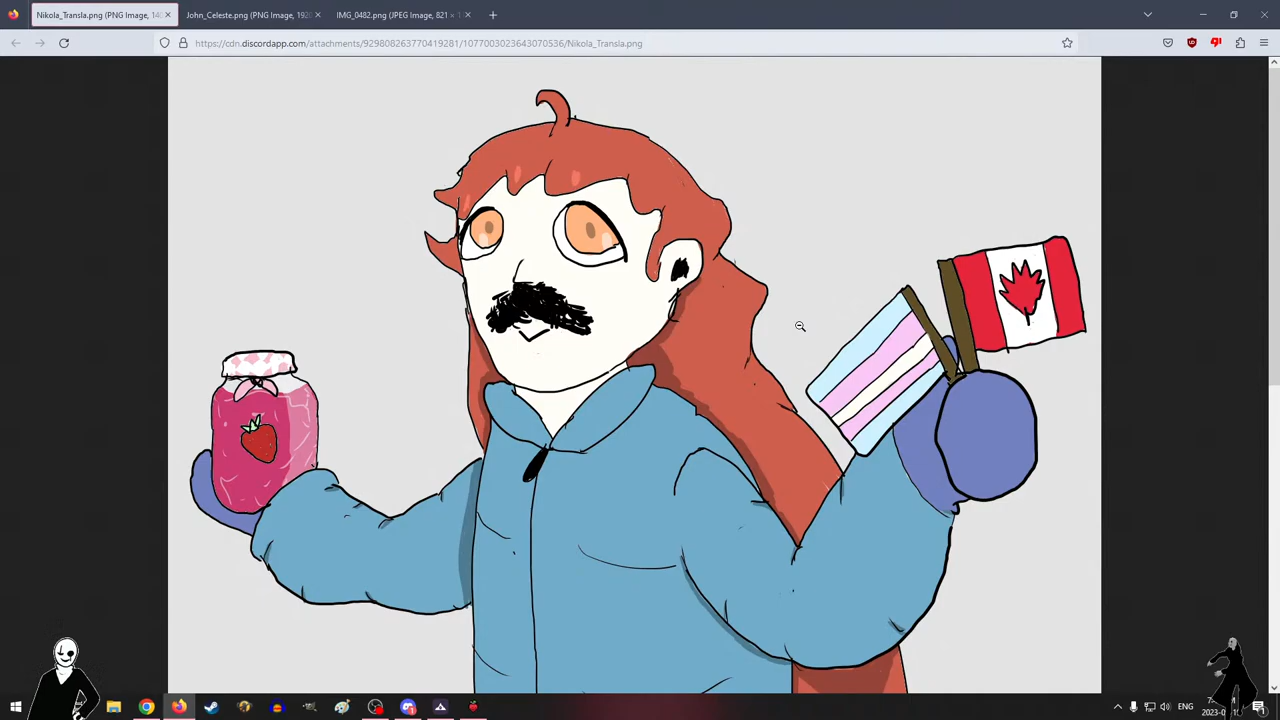 Nikola_Transla.png (PNG Image, 14
John_Celeste.png (PNG Image, 192
IMG_0482.png (JPEG Image, 821 × 1
https://cdn.discordapp.com/attachments/929808263770419281/1077003023643070536/Nikola_Transla.png